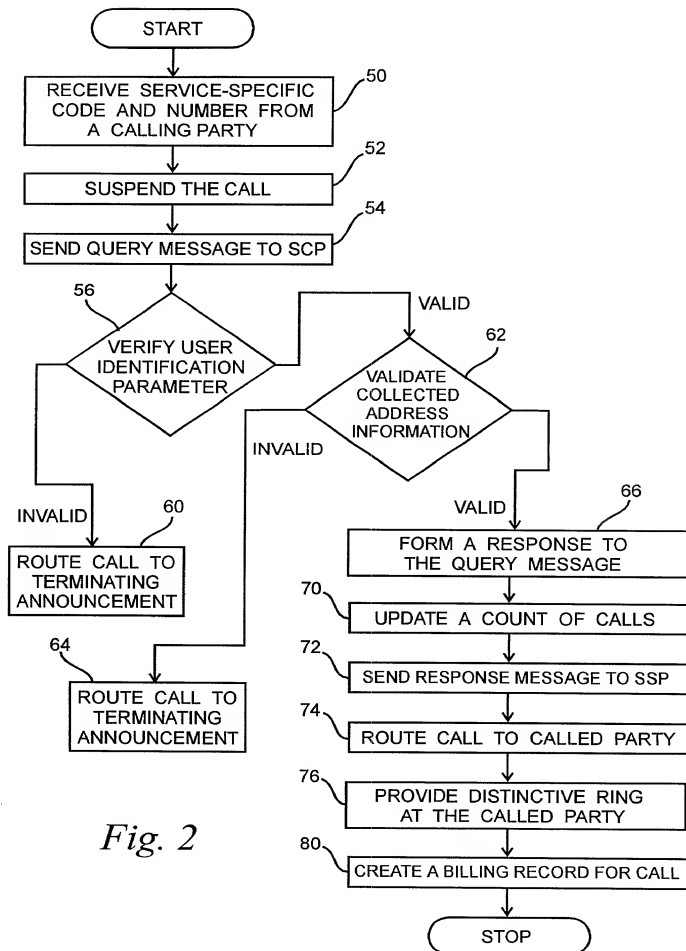 START
50
RECEIVE SERVICE-SPECIFIC
CODE AND NUMBER FROM
A CALLING PARTY
52
SUSPEND THE CALL
54
SEND QUERY MESSAGE TO SCP
56
VERIFY USER
IDENTIFICATION
PARAMETER
VALID
62
VALIDATE
COLLECTED
ADDRESS
INFORMATION
INVALID
INVALID
60
ROUTE CALL TO
TERMINATING
ANNOUNCEMENT
64
ROUTE CALL TO
TERMINATING
ANNOUNCEMENT
VALID
66
FORM A RESPONSE TO
THE QUERY MESSAGE
70
UPDATE A COUNT OF CALLS
72
SEND RESPONSE MESSAGE TO SSP
74
ROUTE CALL TO CALLED PARTY
76
PROVIDE DISTINCTIVE RING
AT THE CALLED PARTY
80
CREATE A BILLING RECORD FOR CALL
STOP
Fig. 2